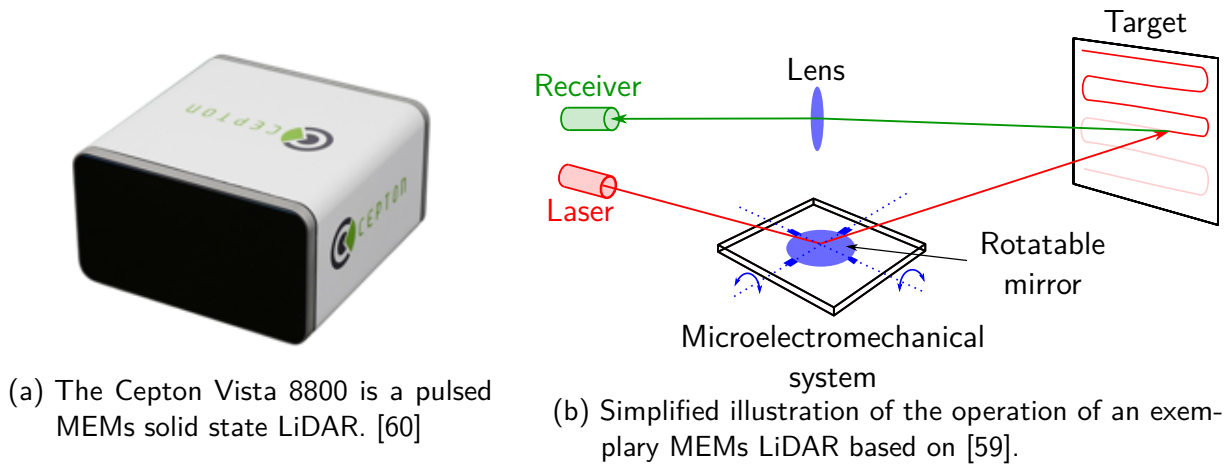 CEPTON
CEPTON
(a) The Cepton Vista 8800 is a pulsed
MEMs solid state LiDAR. [60]
Target
Lens
Receiver
Laser
Rotatable
mirror
Microelectromechanical
system
(b) Simplified illustration of the operation of an exem-
plary MEMs LiDAR based on [59].